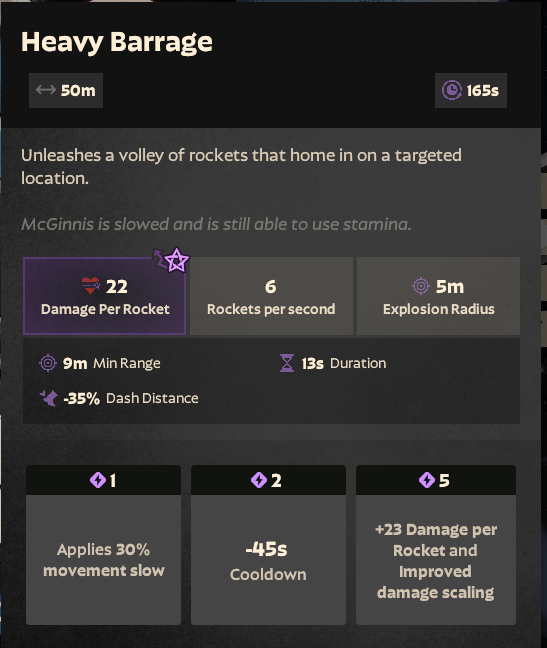 Heavy Barrage
50m
165s
Unleashes a volley of rockets that home in on a targeted
location.
McGinnis is slowed and is still able to use stamina.
22
Damage Per Rocket
6
Rockets per second
5m
Explosion Radius
9m Min Range
13s Duration
-35% Dash Distance
1
Applies 30%
movement slow
2
-45s
Cooldown
5
+23 Damage per
Rocket and
Improved
damage scaling